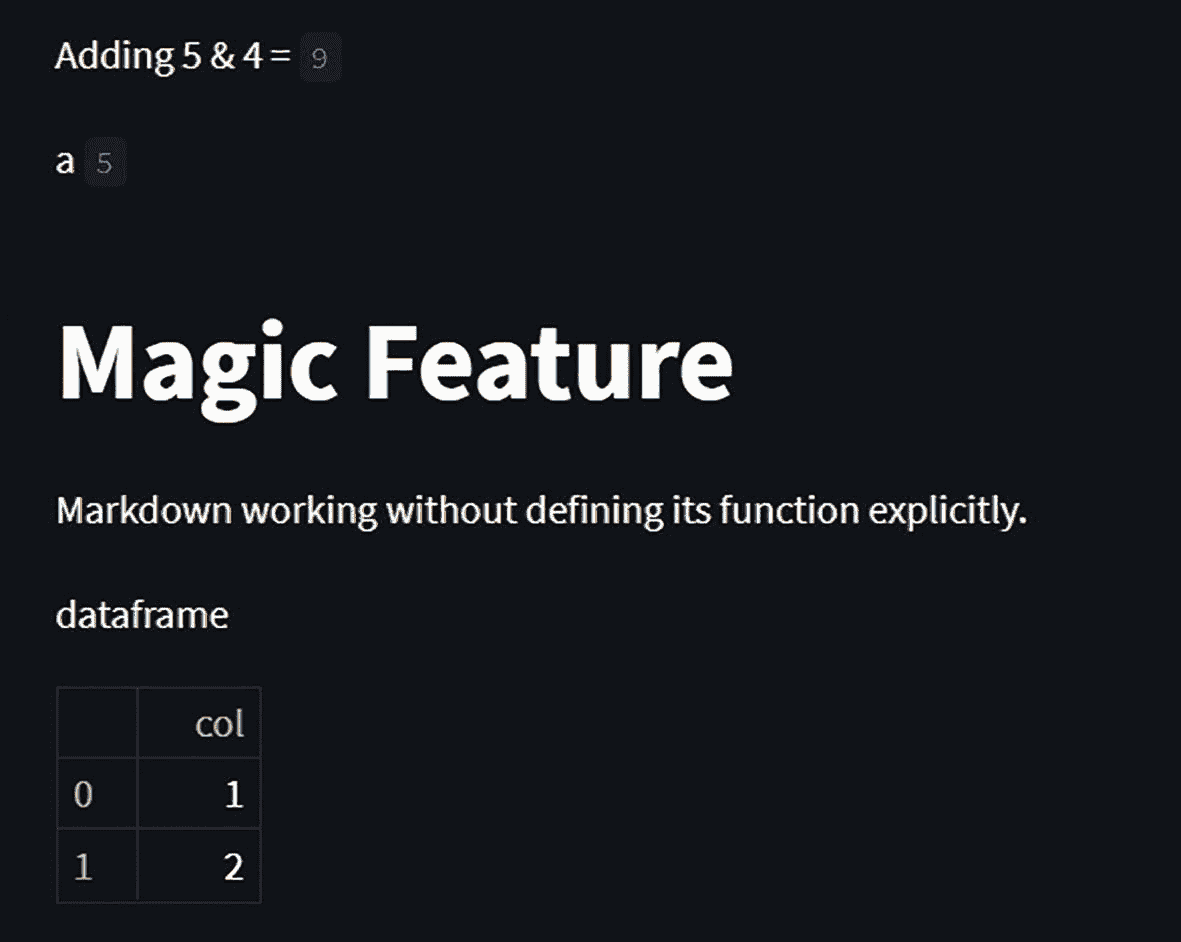 Adding 5 & 4 = 9
a 5
Magic Feature
Markdown working without defining its function explicitly.
dataframe
col
0 1
1 2